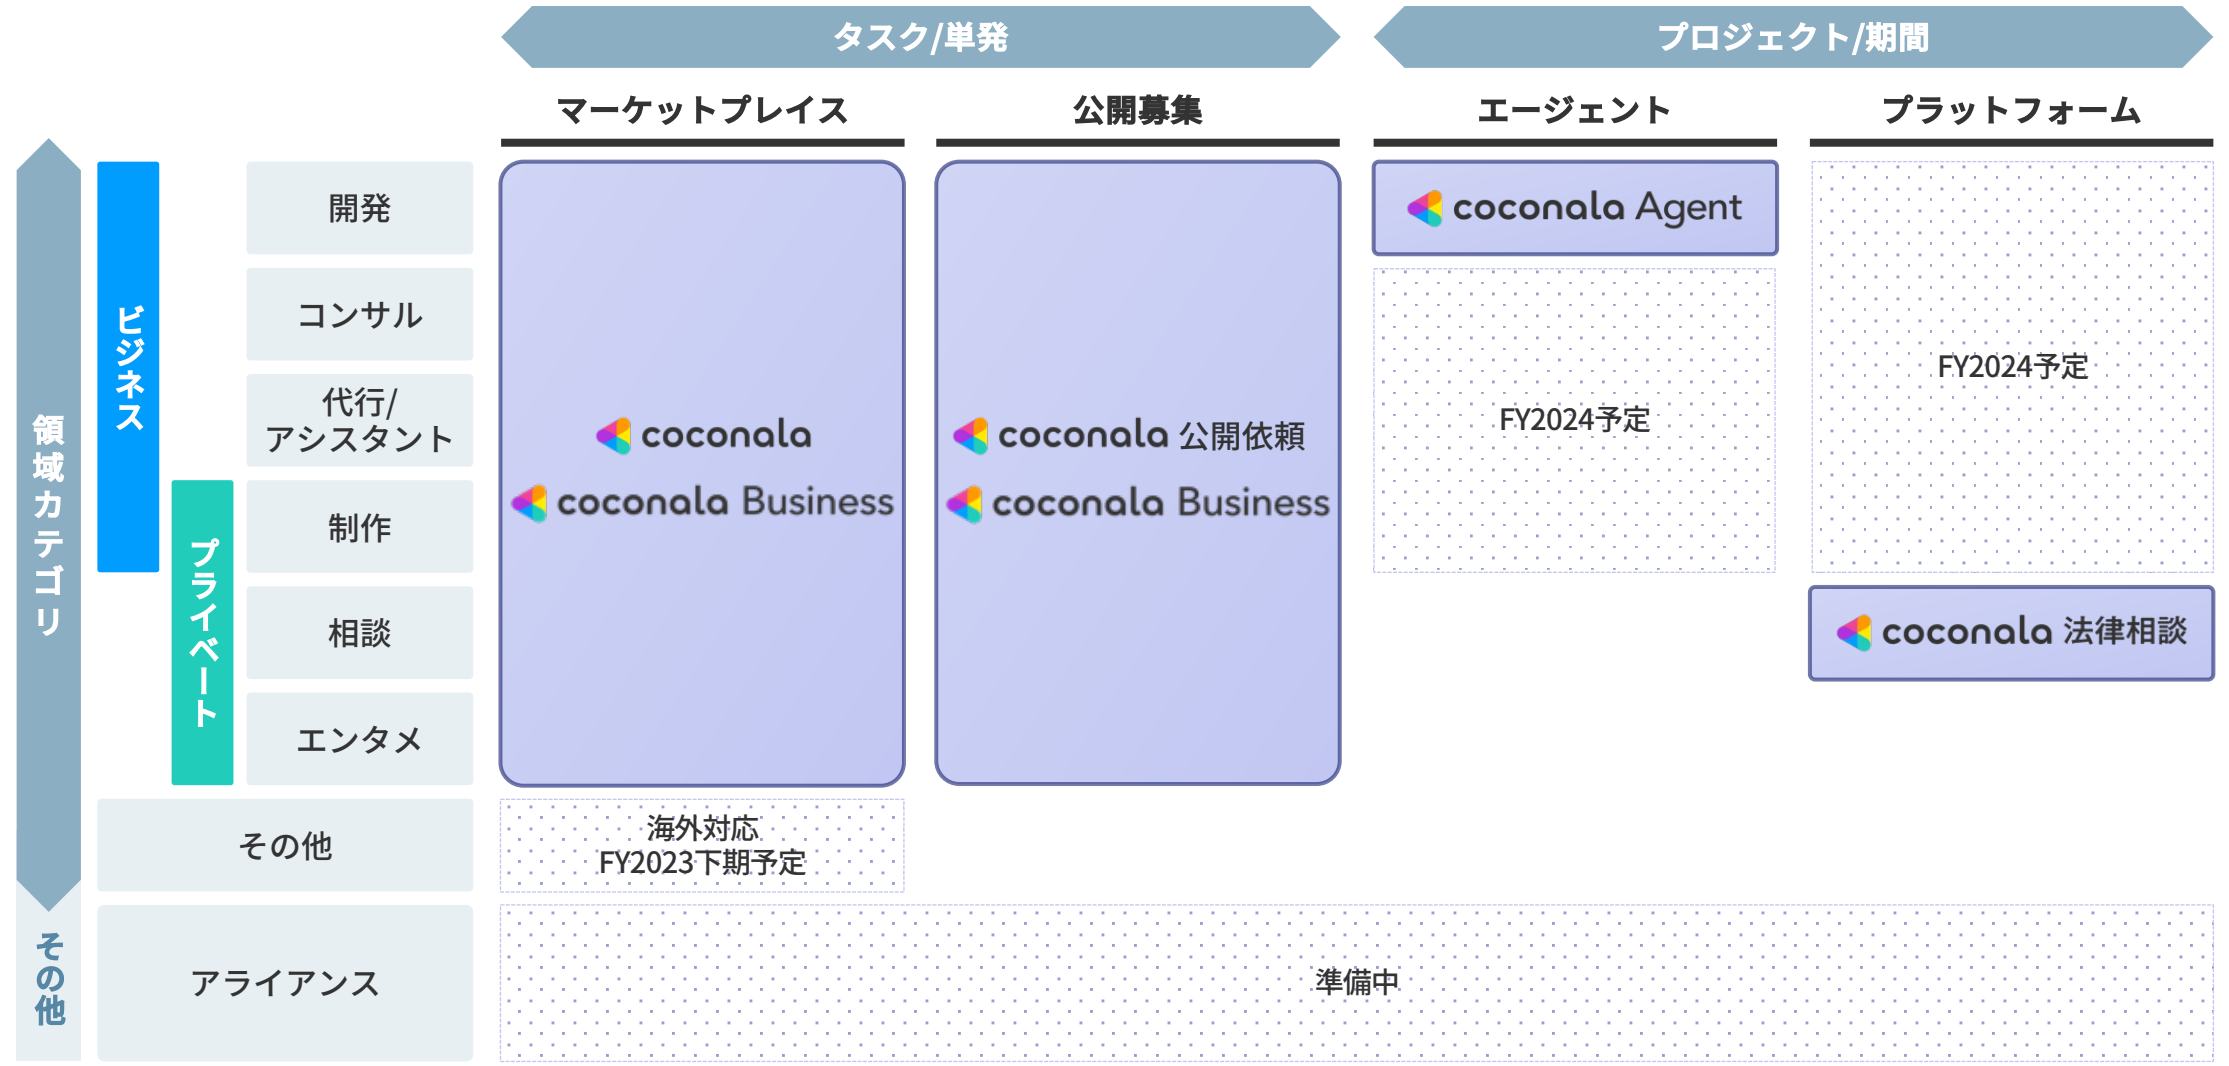 タスク/単発
プロジェクト/期間
マーケットプレイス
公開募集
エージェント
プラットフォーム
領域カテゴリ
ビジネス
プライベート
開発
コンサル
代行/
アシスタント
制作
相談
エンタメ
coconala
coconala Business
coconala 公開依頼
coconala Business
coconala Agent
FY2024予定
FY2024予定
coconala 法律相談
その他
海外対応
FY2023下期予定
その他
アライアンス
準備中